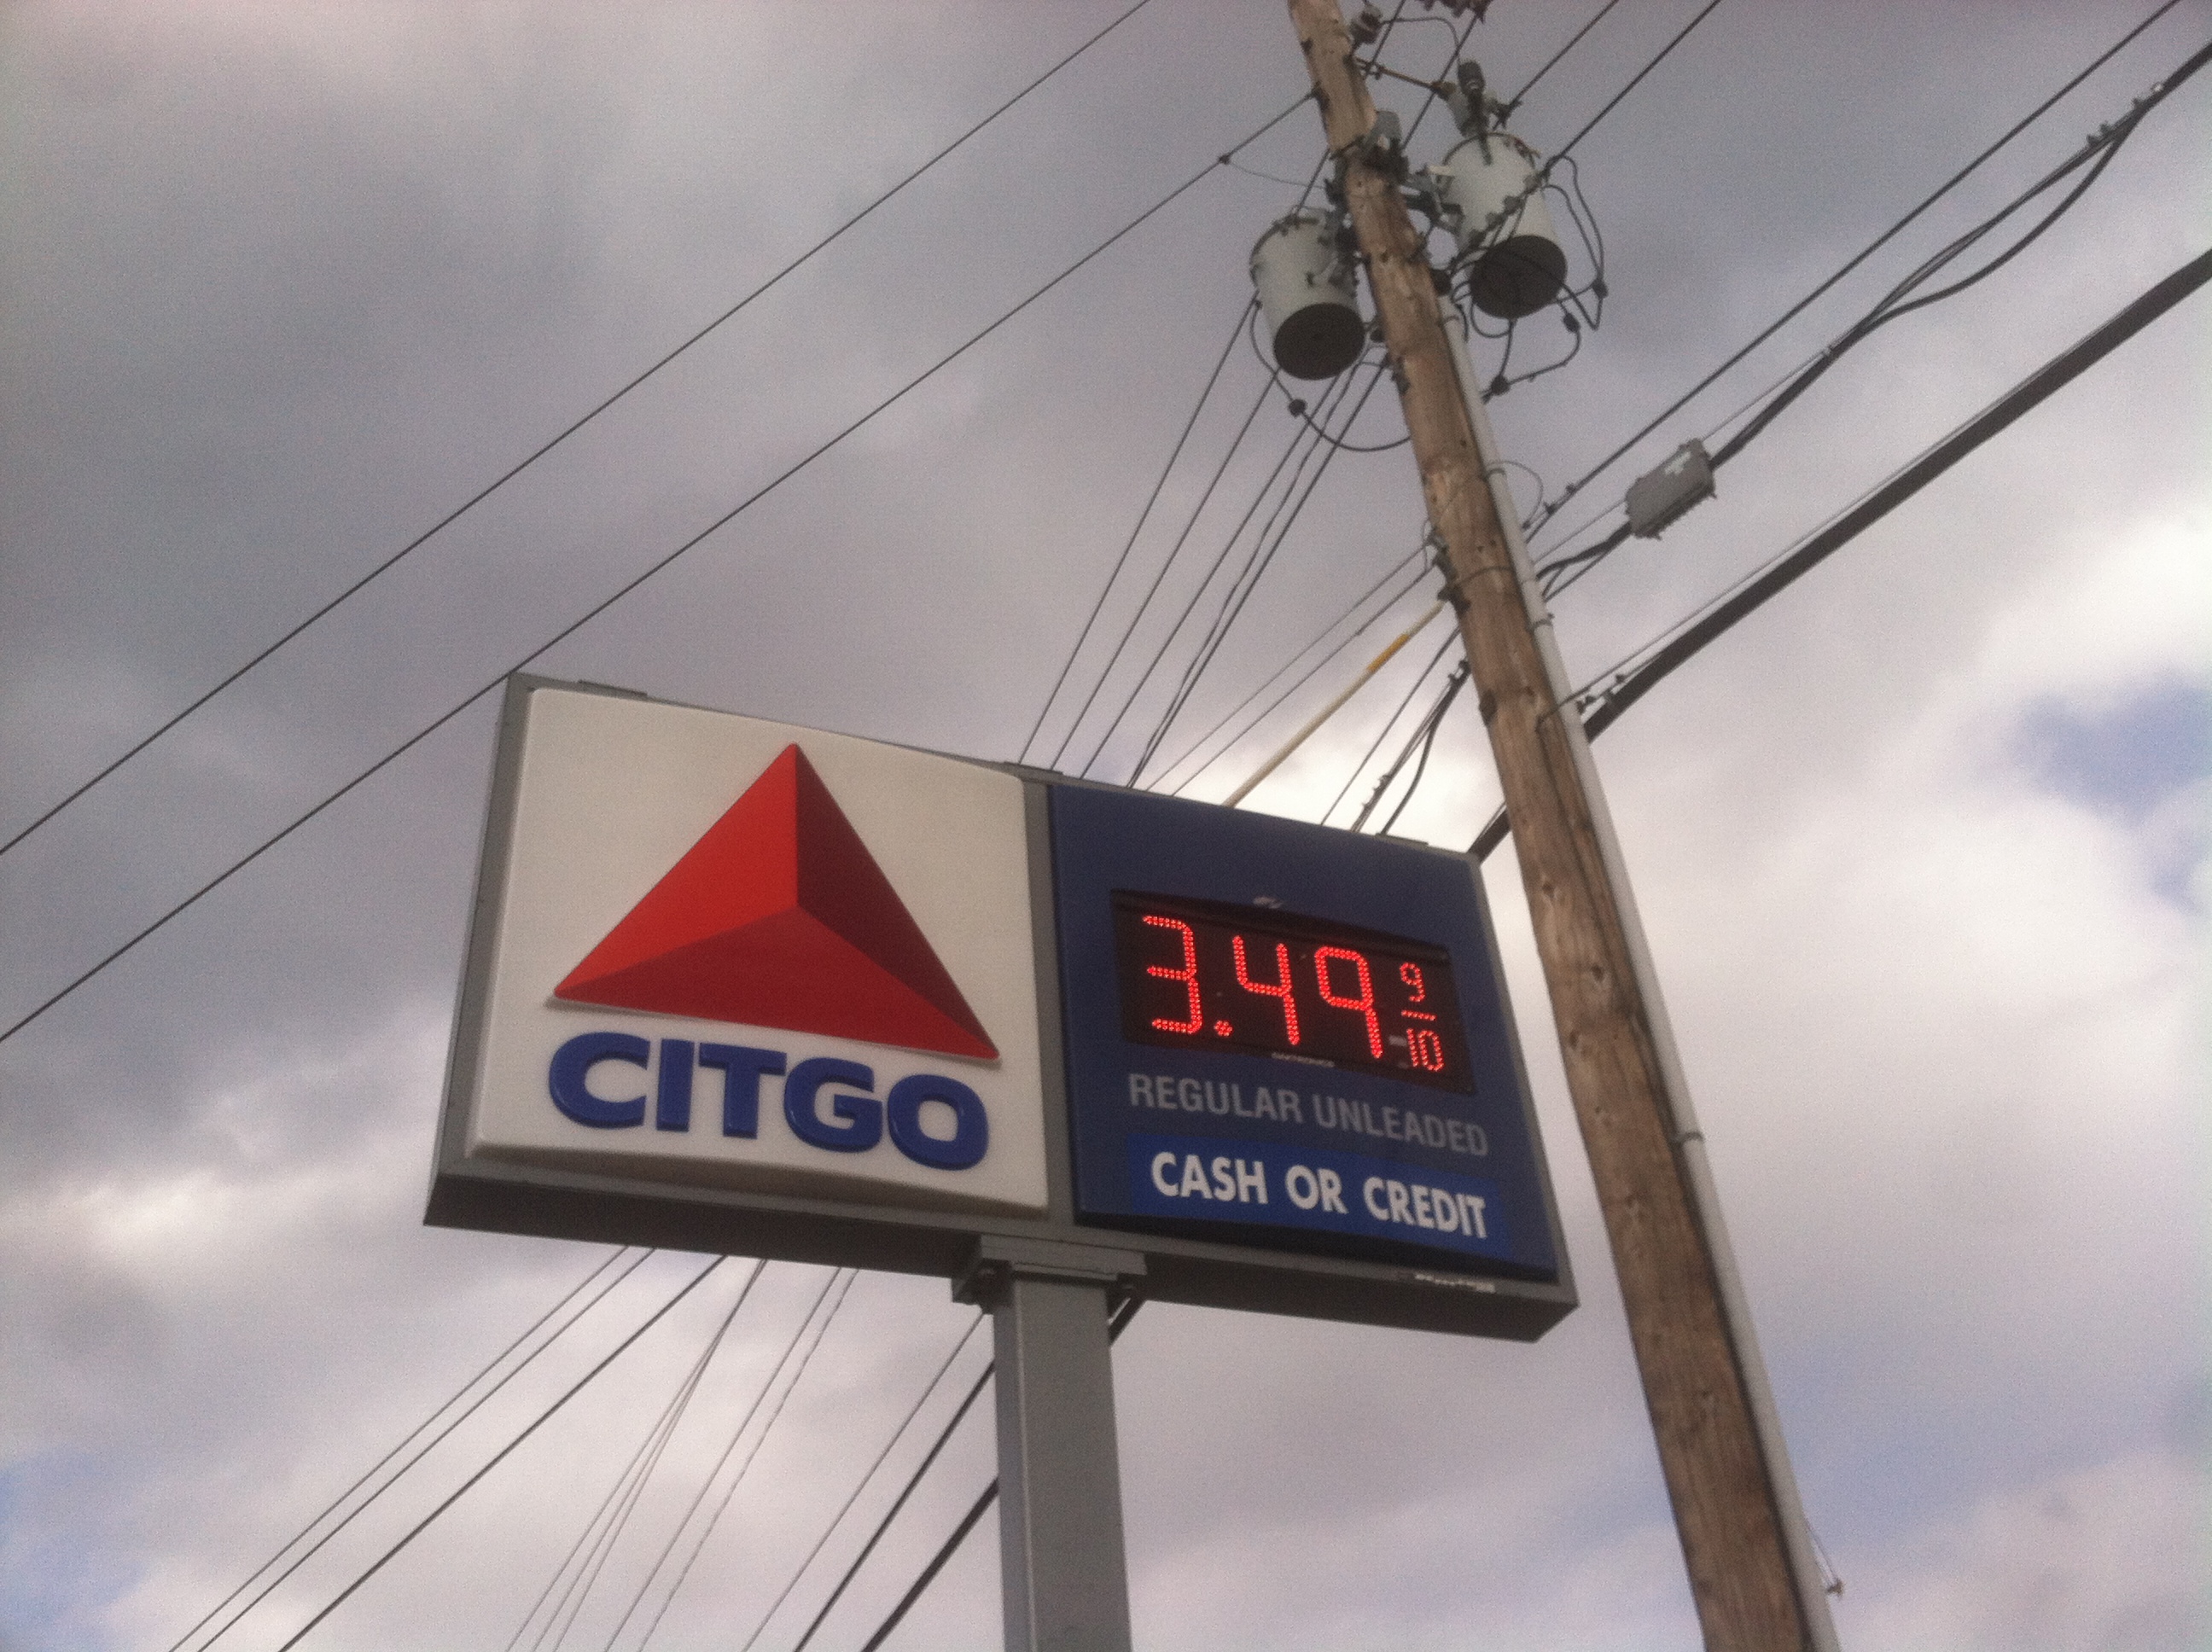 CITGO
3.49 9/10
REGULAR UNLEADED
CASH OR CREDIT